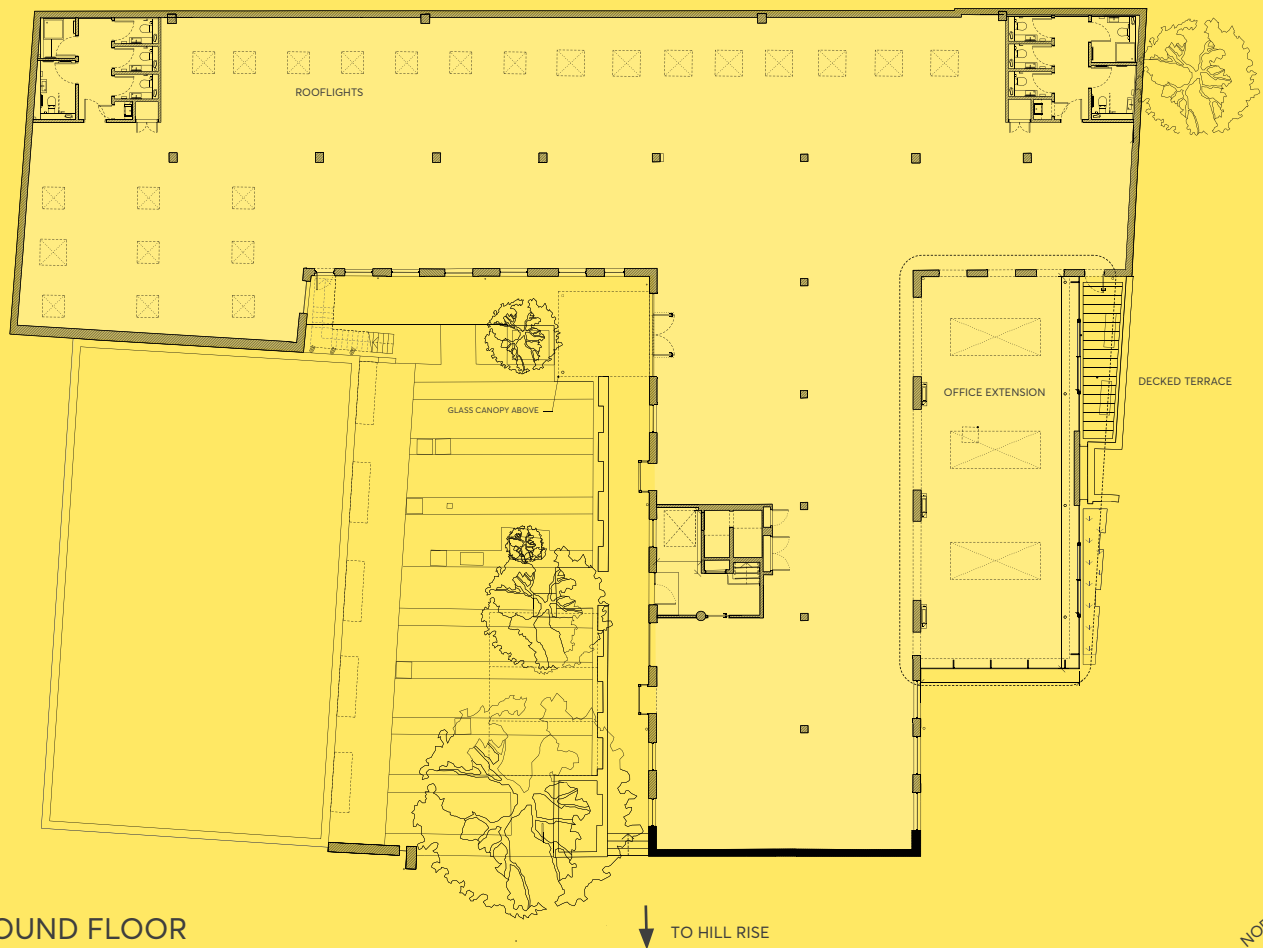 ROOFLIGHTS
DECKED TERRACE
OFFICE EXTENSION
GLASS CANOPY ABOVE
OUND FLOOR
TO HILL RISE